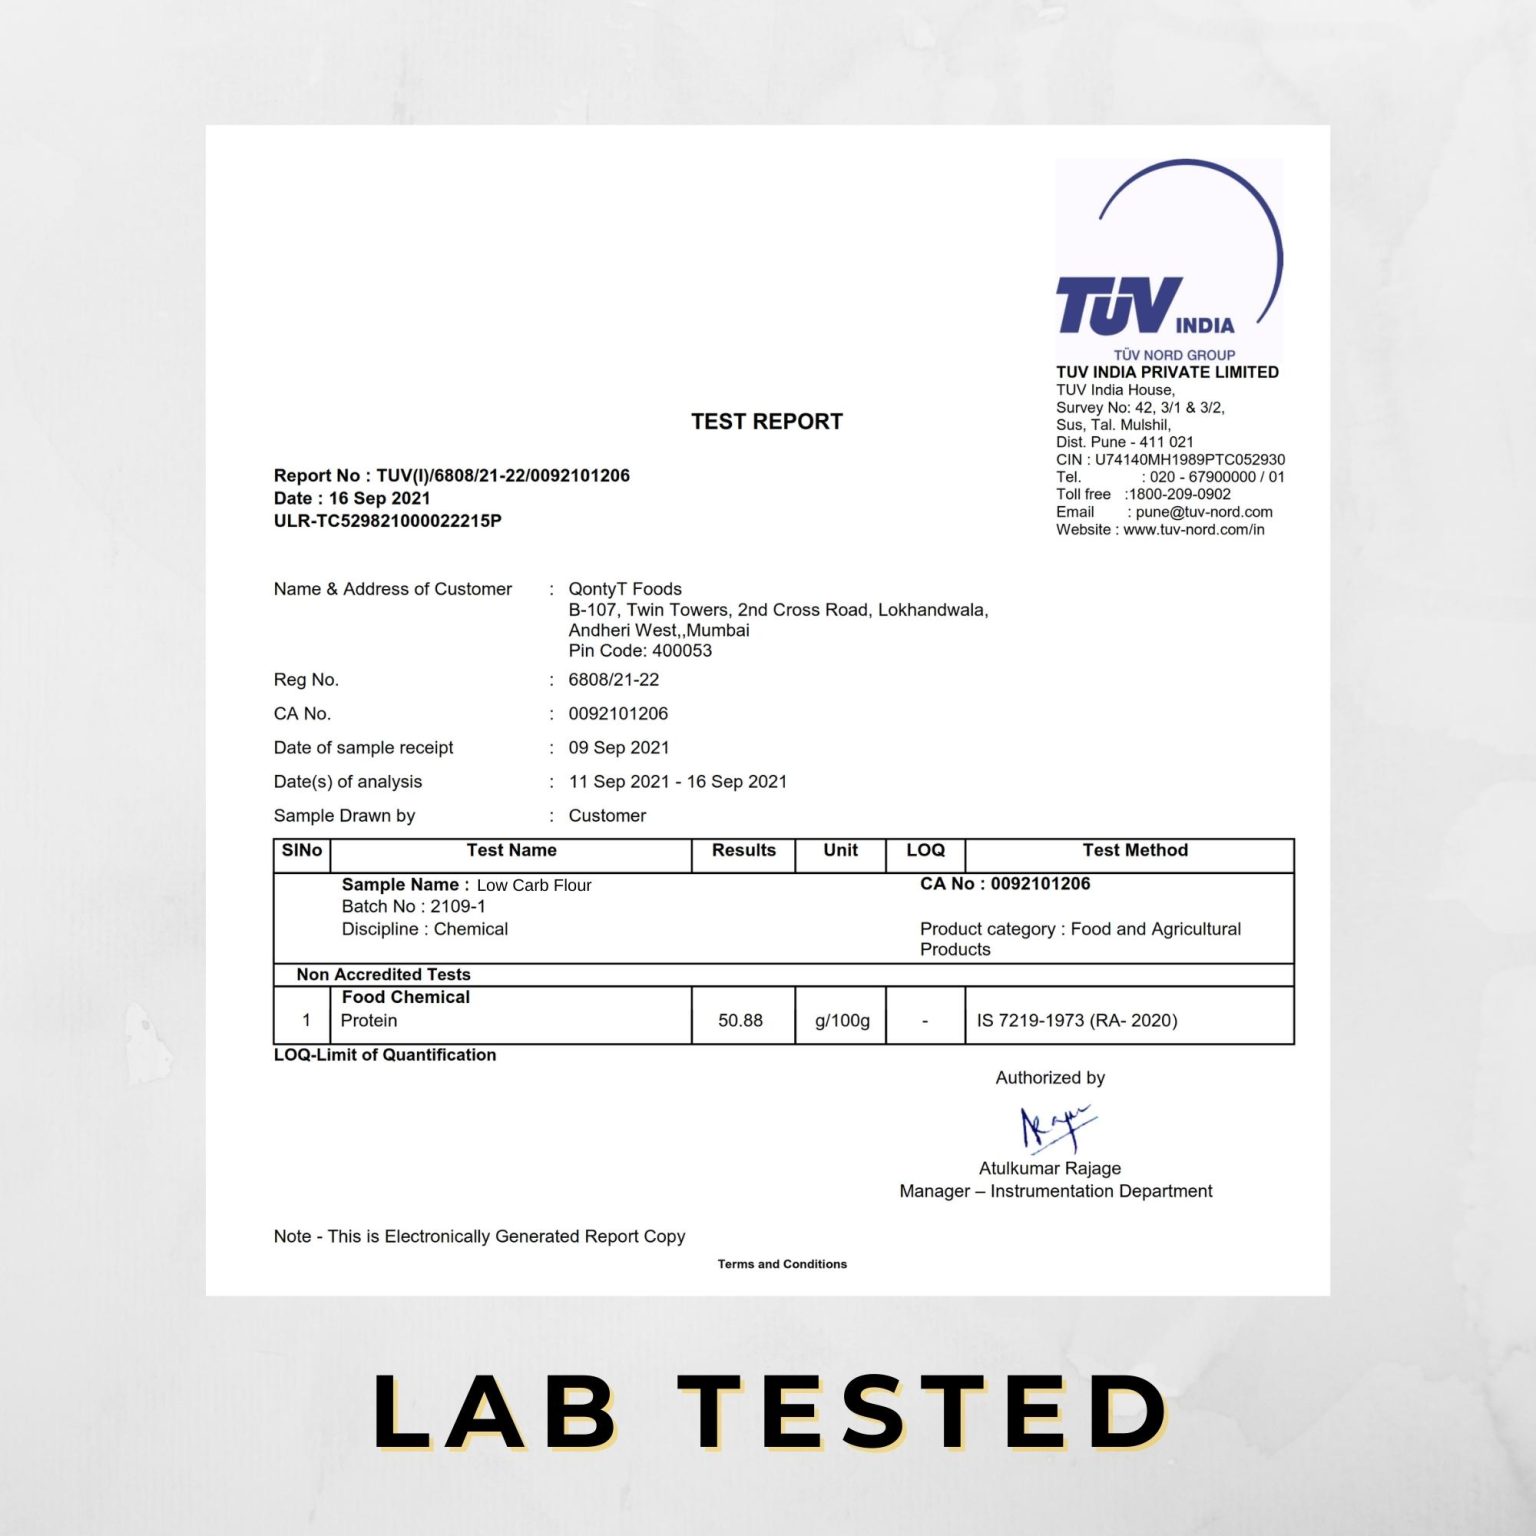 TÜV INDIA
TÜV NORD GROUP
TUV INDIA PRIVATE LIMITED
TUV India House,
Survey No: 42, 3/1 & 3/2,
Sus, Tal. Mulshil,
Dist. Pune - 411 021
CIN : U74140MH1989PTC052930
Tel. : 020 - 67900000 / 01
Toll free :1800-209-0902
Email : pune@tuv-nord.com
Website : www.tuv-nord.com/in
TEST REPORT
Report No : TUV(I)/6808/21-22/0092101206
Date : 16 Sep 2021
ULR-TC529821000022215P
Name & Address of Customer : QontyT Foods
B-107, Twin Towers, 2nd Cross Road, Lokhandwala,
Andheri West,,Mumbai
Pin Code: 400053
Reg No. : 6808/21-22
CA No. : 0092101206
Date of sample receipt : 09 Sep 2021
Date(s) of analysis : 11 Sep 2021 - 16 Sep 2021
Sample Drawn by : Customer
SINo Test Name Results Unit LOQ Test Method
Sample Name : Low Carb Flour CA No : 0092101206
Batch No : 2109-1
Discipline : Chemical Product category : Food and Agricultural
Products
Non Accredited Tests
Food Chemical
1 Protein 50.88 g/100g - IS 7219-1973 (RA- 2020)
LOQ-Limit of Quantification
Authorized by
Atulkumar Rajage
Manager – Instrumentation Department
Note - This is Electronically Generated Report Copy
Terms and Conditions
LAB TESTED